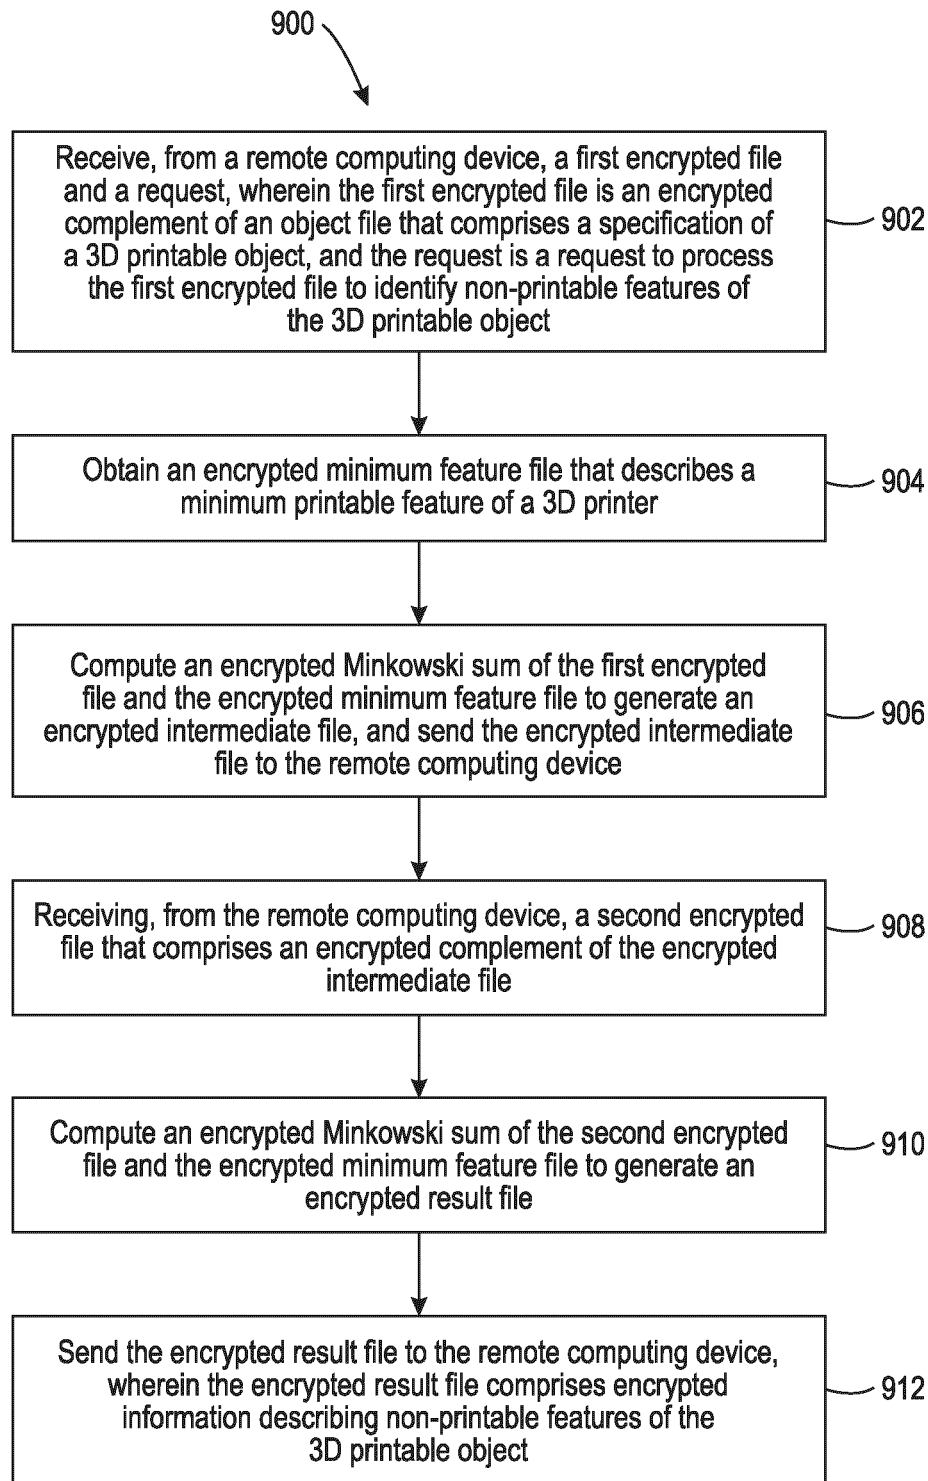 900
Receive, from a remote computing device, a first encrypted file
and a request, wherein the first encrypted file is an encrypted
complement of an object file that comprises a specification of
a 3D printable object, and the request is a request to process
the first encrypted file to identify non-printable features of
the 3D printable object
902
Obtain an encrypted minimum feature file that describes a
minimum printable feature of a 3D printer
904
Compute an encrypted Minkowski sum of the first encrypted
file and the encrypted minimum feature file to generate an
encrypted intermediate file, and send the encrypted intermediate
file to the remote computing device
906
Receiving, from the remote computing device, a second encrypted
file that comprises an encrypted complement of the encrypted
intermediate file
908
Compute an encrypted Minkowski sum of the second encrypted
file and the encrypted minimum feature file to generate an
encrypted result file
910
Send the encrypted result file to the remote computing device,
wherein the encrypted result file comprises encrypted
information describing non-printable features of the
3D printable object
912